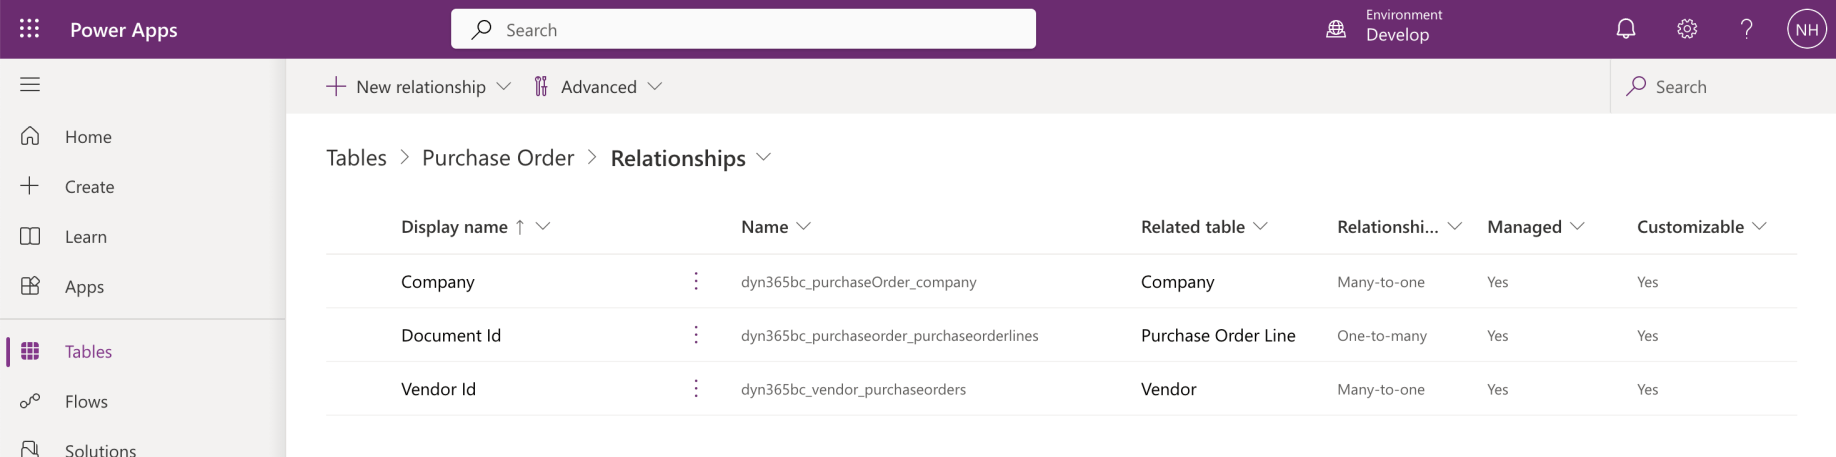 Power Apps
Search
Environment
Develop
?
NH
New relationship
Advanced
Search
Home
Create
Learn
Apps
Tables
Flows
Solutions
Tables > Purchase Order > Relationships
Display name ↑ Name Related table Relationshi... Managed Customizable
Company dyn365bc_purchaseOrder_company Company Many-to-one Yes Yes
Document Id dyn365bc_purchaseorder_purchaseorderlines Purchase Order Line One-to-many Yes Yes
Vendor Id dyn365bc_vendor_purchaseorders Vendor Many-to-one Yes Yes